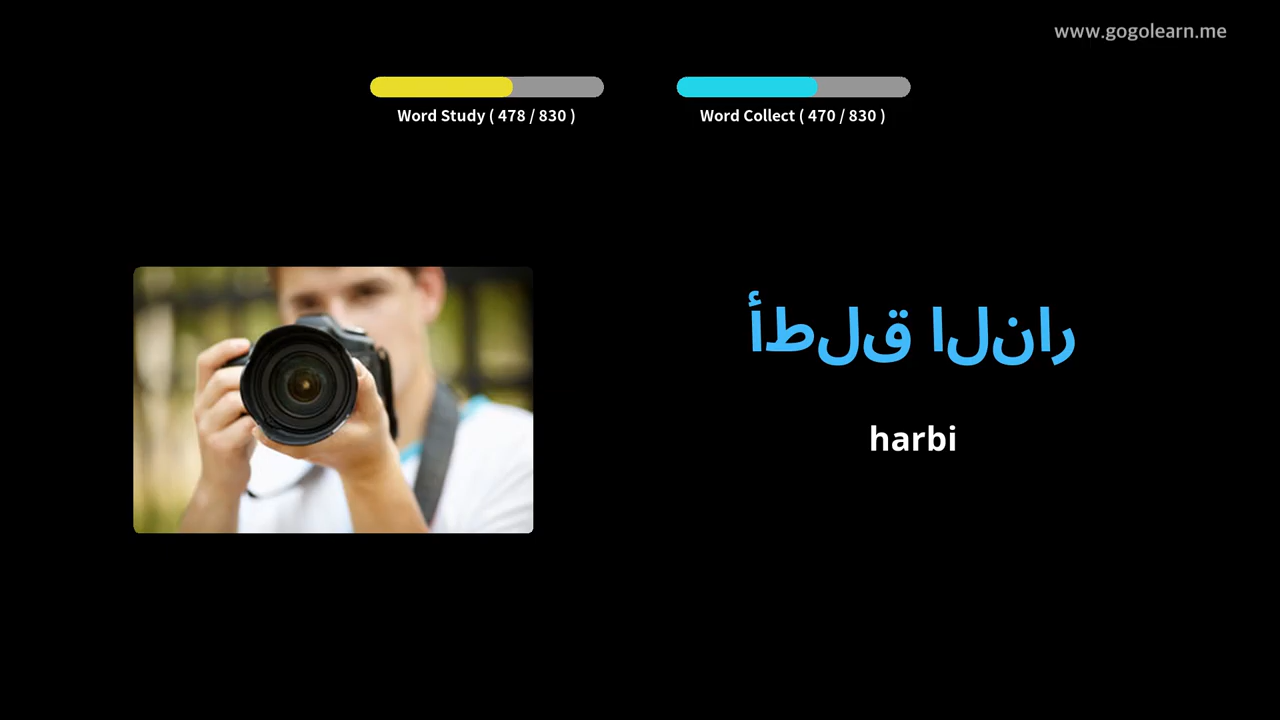 www.gogolearn.me
Word Study ( 478 / 830 )
Word Collect ( 470 / 830 )
أطلق النار
harbi